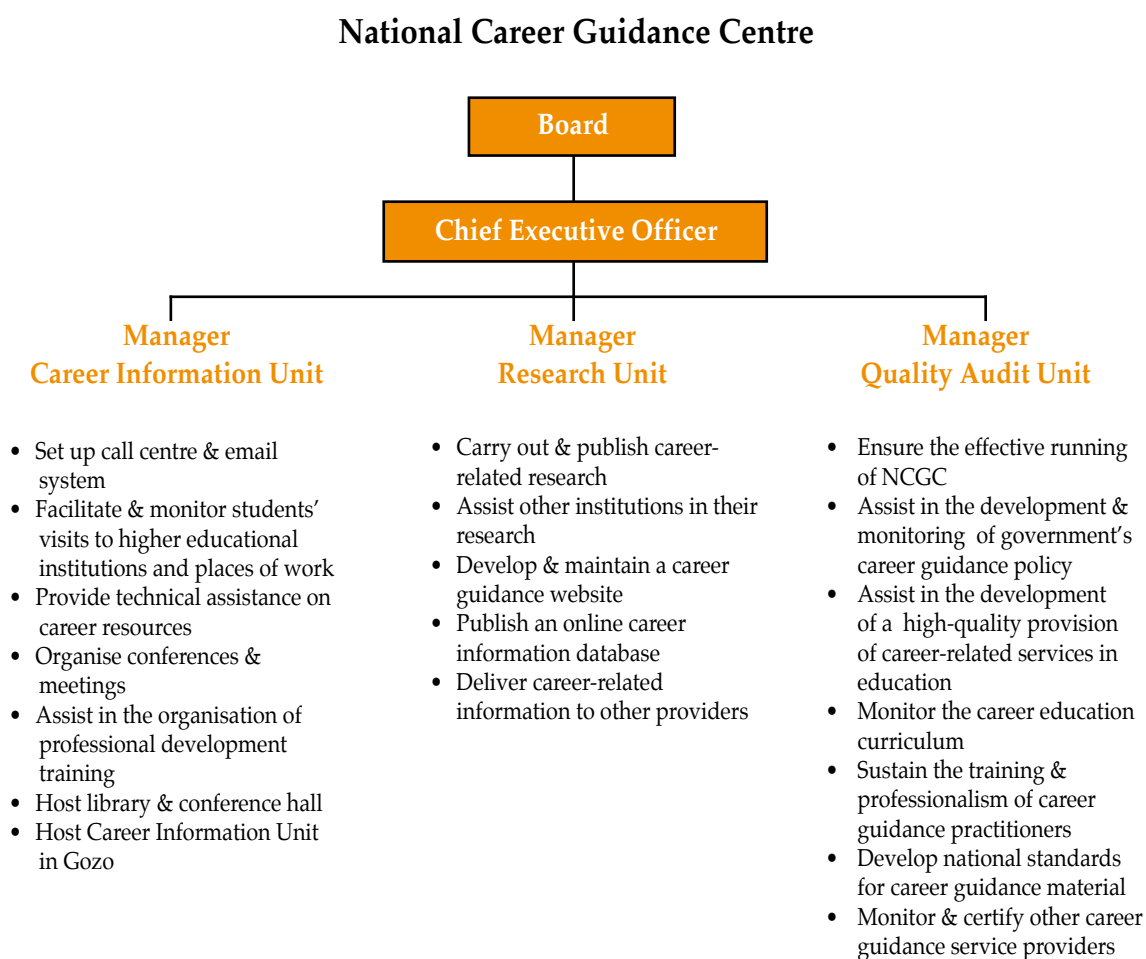 National Career Guidance Centre
Board
Chief Executive Officer
Manager
Career Information Unit
• Set up call centre & email
system
• Facilitate & monitor students’
visits to higher educational
institutions and places of work
• Provide technical assistance on
career resources
• Organise conferences &
meetings
• Assist in the organisation of
professional development
training
• Host library & conference hall
• Host Career Information Unit
in Gozo
Manager
Research Unit
• Carry out & publish career-
related research
• Assist other institutions in their
research
• Develop & maintain a career
guidance website
• Publish an online career
information database
• Deliver career-related
information to other providers
Manager
Quality Audit Unit
• Ensure the effective running
of NCGC
• Assist in the development &
monitoring of government’s
career guidance policy
• Assist in the development
of a high-quality provision
of career-related services in
education
• Monitor the career education
curriculum
• Sustain the training &
professionalism of career
guidance practitioners
• Develop national standards
for career guidance material
• Monitor & certify other career
guidance service providers